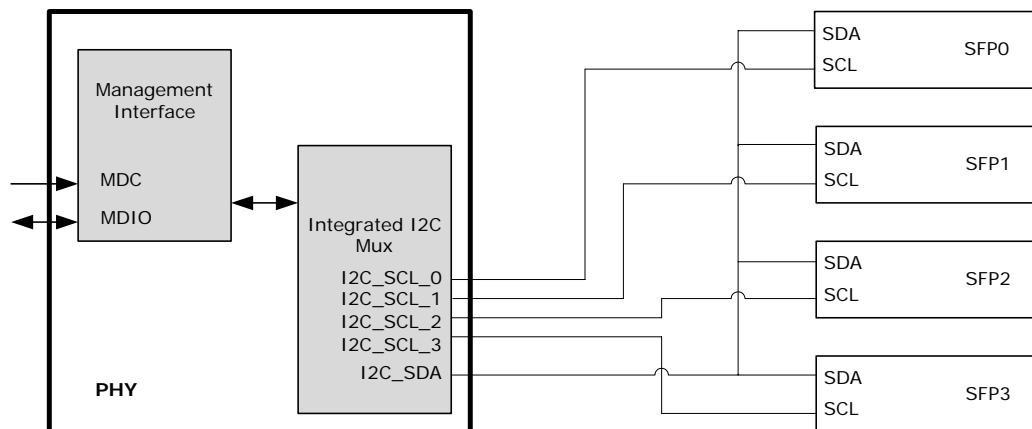 Management
Interface
MDC
MDIO
PHY
Integrated I2C
Mux
I2C_SCL_0
I2C_SCL_1
I2C_SCL_2
I2C_SCL_3
I2C_SDA
SDA
SCL
SFP0
SDA
SCL
SFP1
SDA
SCL
SFP2
SDA
SCL
SFP3